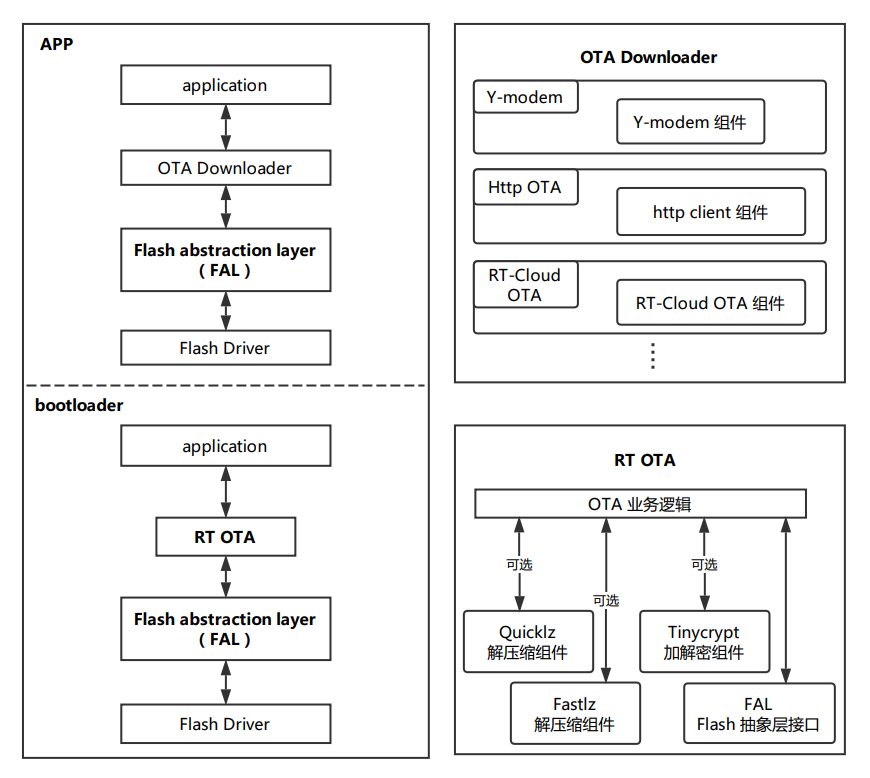 APP
application
OTA Downloader
Flash abstraction layer
( FAL )
Flash Driver
bootloader
application
RT OTA
Flash abstraction layer
( FAL )
Flash Driver
OTA Downloader
Y-modem
Y-modem 组件
Http OTA
http client 组件
RT-Cloud
OTA
RT-Cloud OTA 组件
RT OTA
OTA 业务逻辑
可选
可选
可选
Quicklz
解压缩组件
Tinycrypt
加解密组件
Fastlz
解压缩组件
FAL
Flash 抽象层接口